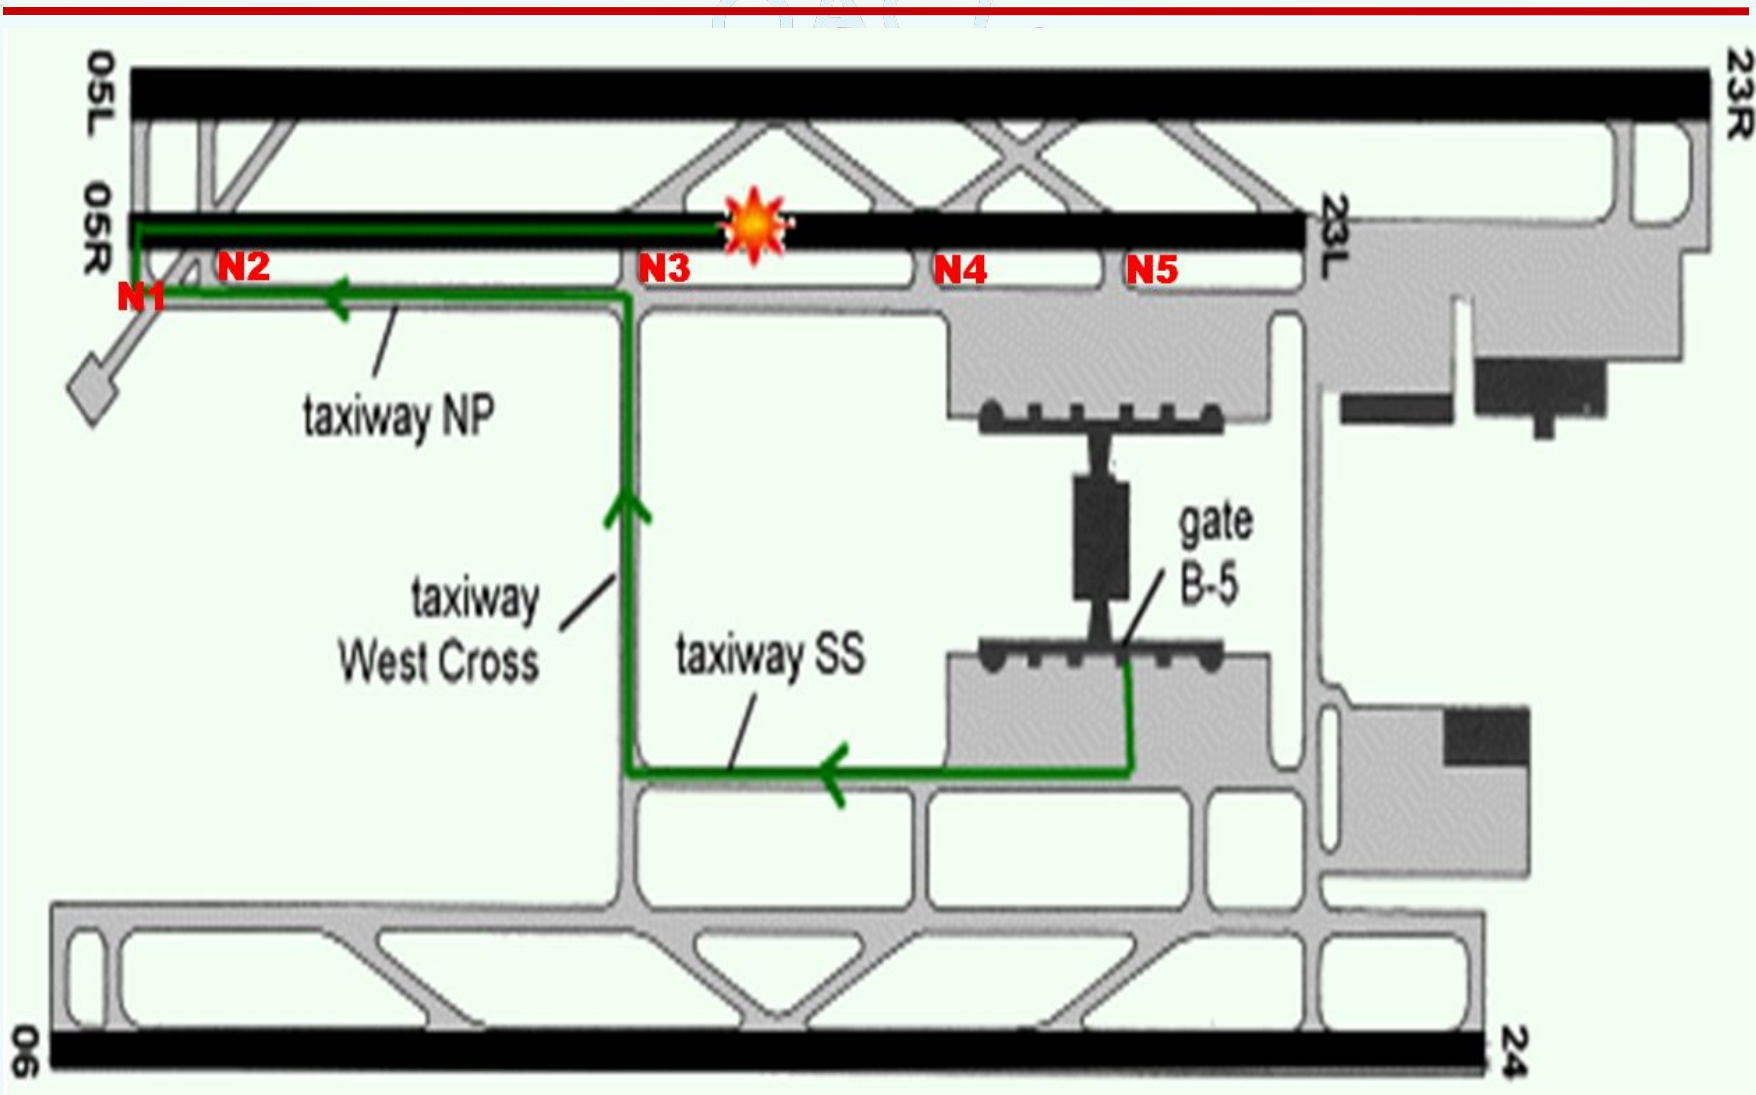 05L
23R
05R
23L
N1
N2
N3
N4
N5
taxiway NP
gate
B-5
taxiway
West Cross
taxiway SS
06
24